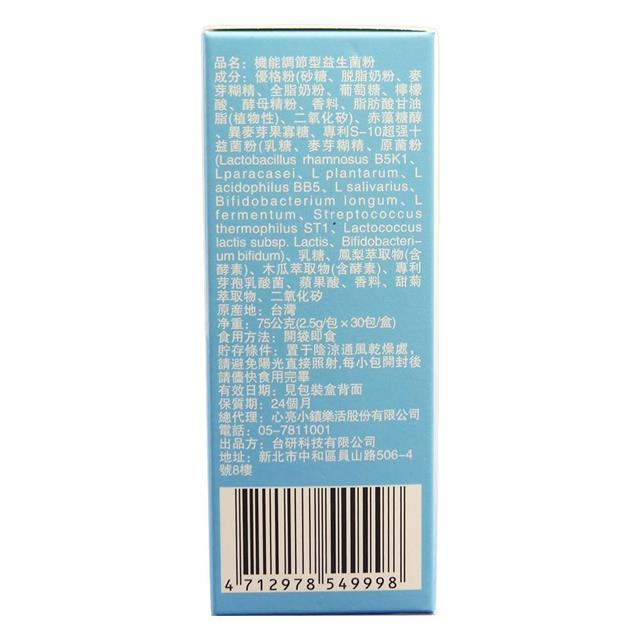 品名：機能調節型益生菌粉
成分：優格粉(砂糖、脱脂奶粉、麥
芽糊精、全脂奶粉、葡萄糖、檸檬
酸、酵母精粉、香料、脂肪酸甘油
脂(植物性)、二氧化矽)、赤藻糖醇
、異麥芽果寡糖、專利S-10超强十
益菌粉(乳糖、麥芽糊精、原菌粉
(Lactobacillus rhamnosus B5K1、
Lparacasei、L plantarum、L
acidophilus BB5、L salivarius、
Bifidobacterium longum、L
fermentum、Streptococcus
thermophilus ST1、Lactococcus
lactis subsp. Lactis、Bifidobacteri-
um bifidum)、乳糖、鳳梨萃取物(含
酵素)、木瓜萃取物(含酵素)、專利
芽孢乳酸菌、蘋果酸、香料、甜菊
萃取物、二氧化矽
原産地：台灣
净重：75公克(2.5g/包×30包/盒)
食用方法：開袋即食
貯存條件：置于陰涼通風乾燥處，
請避免陽光直接照射,每小包開封後
請儘快食用完畢
有效日期：見包裝盒背面
保質期：24個月
總代理：心亮小鎮樂活股份有限公司
電話：05-7811001
出品方：台研科技有限公司
地址：新北市中和區員山路506-4
號8樓
4 712978 549998